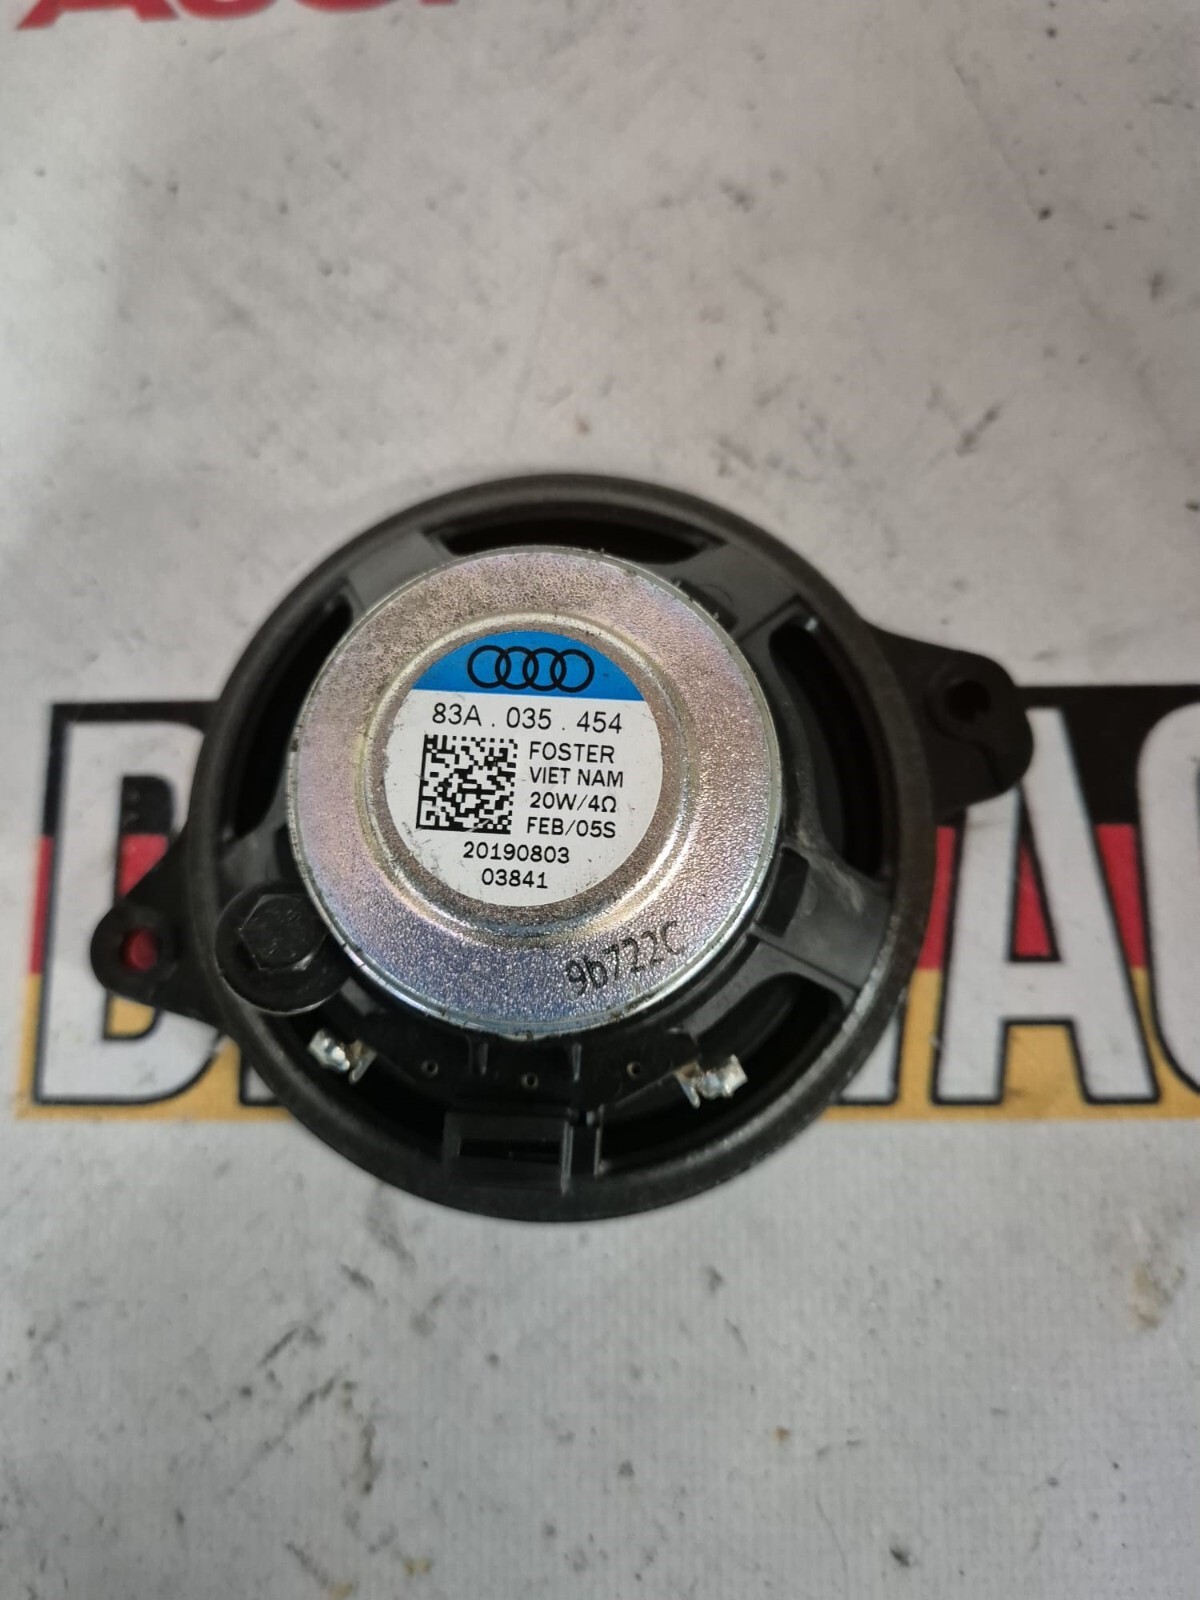 83A . 035 . 454
FOSTER
VIET NAM
20W/4Ω
FEB/05S
20190803
03841
9b722C